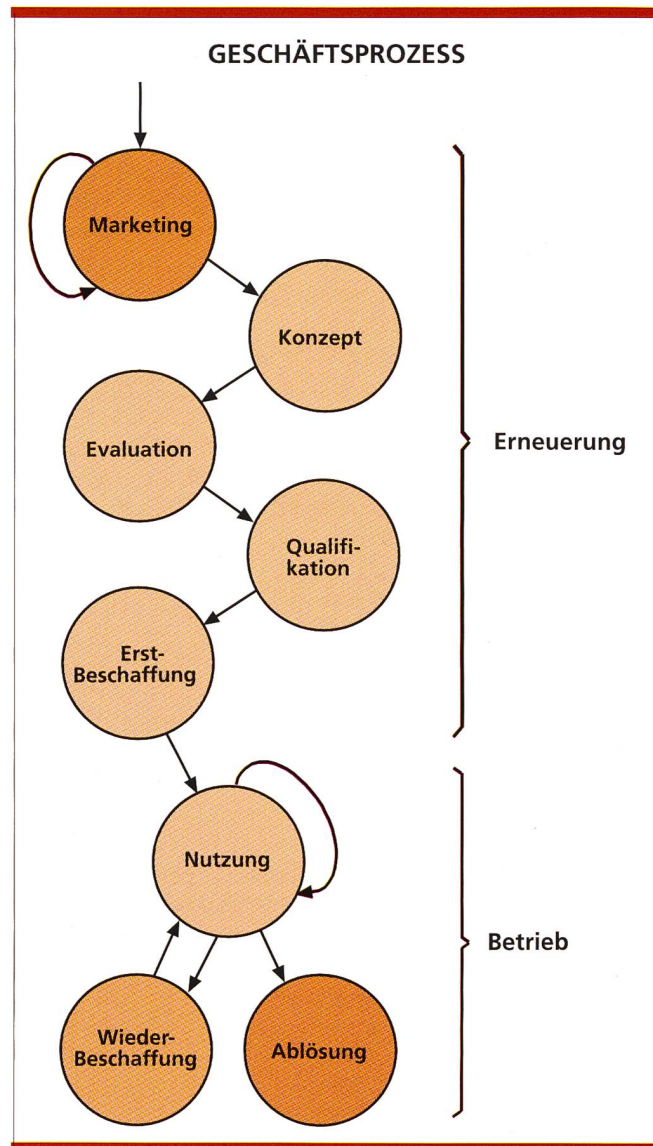 GESCHÄFTSPROZESS
Marketing
Konzept
Evaluation
Erneuerung
Qualifi-
kation
Erst-
Beschaffung
Nutzung
Betrieb
Wieder-
Beschaffung
Ablösung